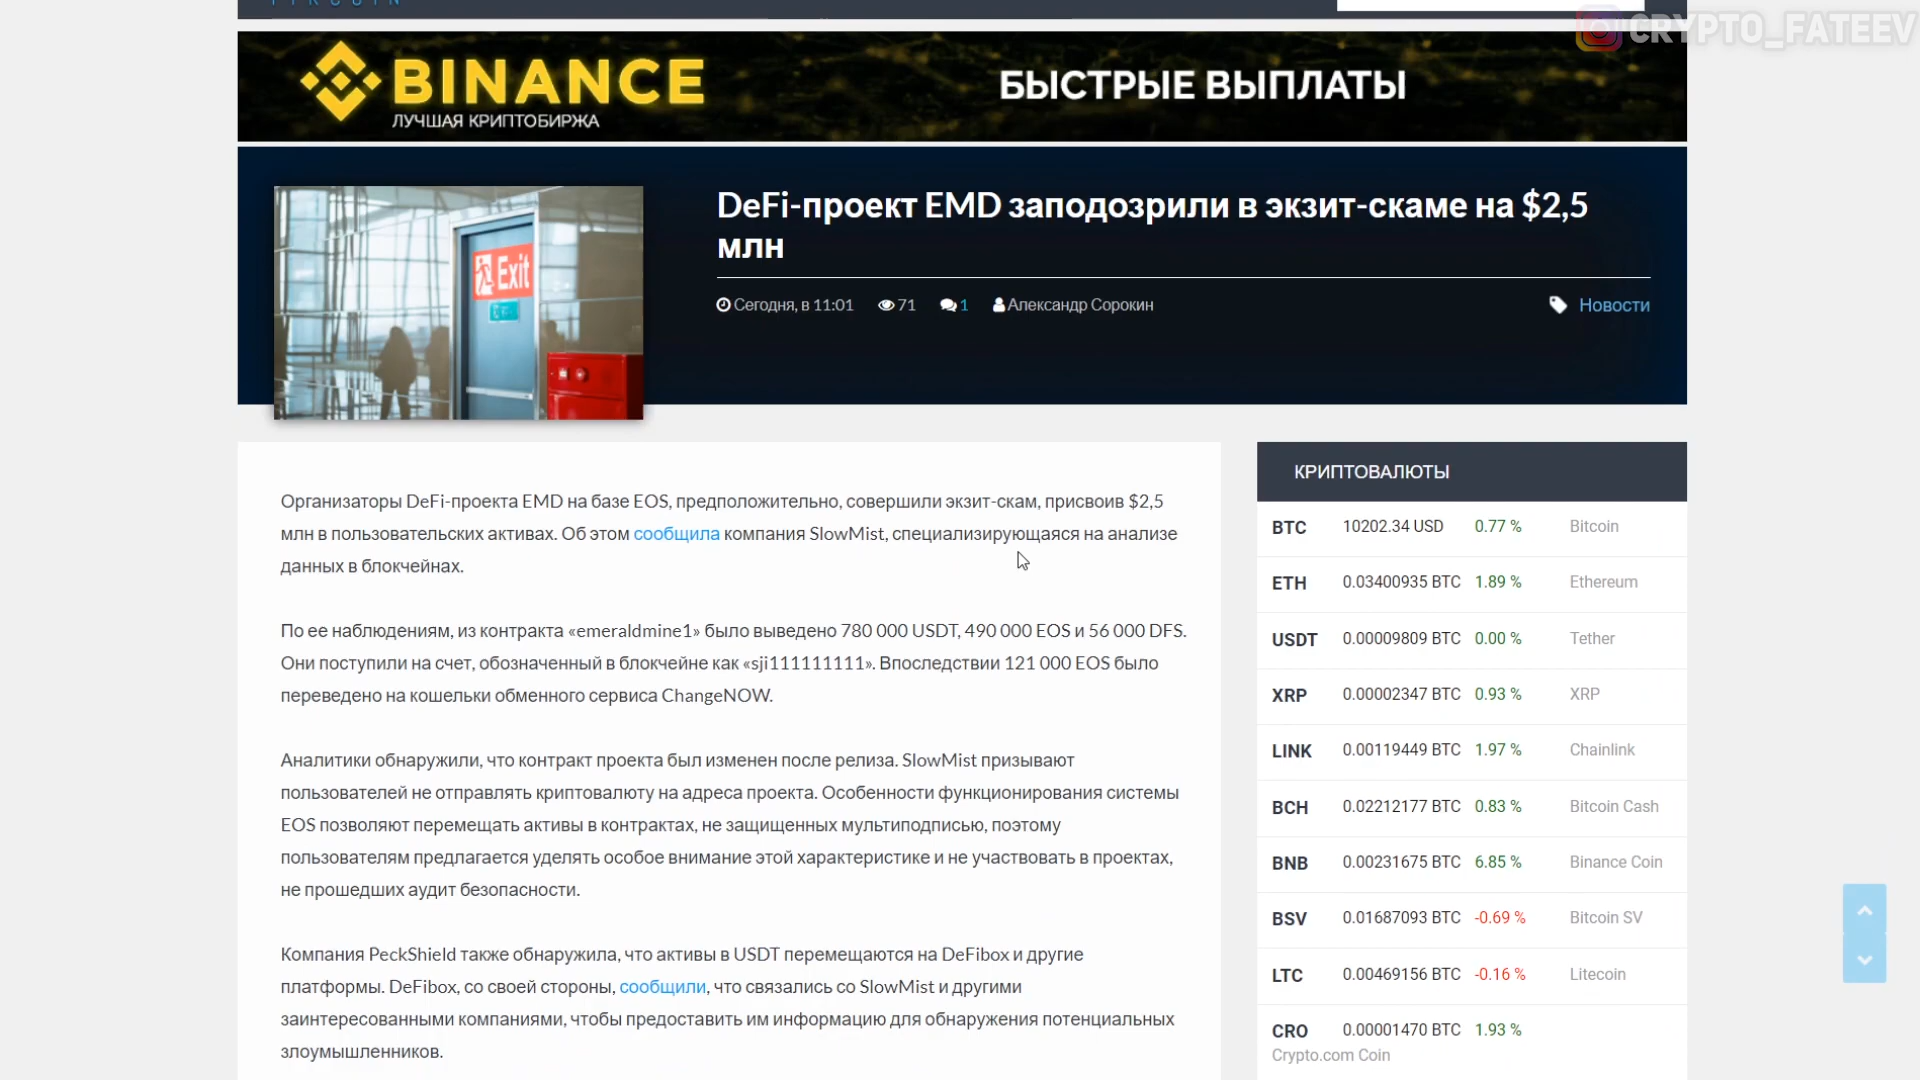 CRYPTO_FATEEV
BINANCE
ЛУЧШАЯ КРИПТОБИРЖА
БЫСТРЫЕ ВЫПЛАТЫ
Exit
DeFi-проект EMD заподозрили в экзит-скаме на $2,5
млн
Сегодня, в 11:01 71 1 Александр Сорокин Новости
Организаторы DeFi-проекта EMD на базе EOS, предположительно, совершили экзит-скам, присвоив $2,5
млн в пользовательских активах. Об этом сообщила компания SlowMist, специализирующаяся на анализе
данных в блокчейнах.
По ее наблюдениям, из контракта «emeraldmine1» было выведено 780 000 USDT, 490 000 EOS и 56 000 DFS.
Они поступили на счет, обозначенный в блокчейне как «sji111111111». Впоследствии 121 000 EOS было
переведено на кошельки обменного сервиса ChangeNOW.
Аналитики обнаружили, что контракт проекта был изменен после релиза. SlowMist призывают
пользователей не отправлять криптовалюту на адреса проекта. Особенности функционирования системы
EOS позволяют перемещать активы в контрактах, не защищенных мультиподписью, поэтому
пользователям предлагается уделять особое внимание этой характеристике и не участвовать в проектах,
не прошедших аудит безопасности.
Компания PeckShield также обнаружила, что активы в USDT перемещаются на DeFibox и другие
платформы. DeFibox, со своей стороны, сообщили, что связались со SlowMist и другими
заинтересованными компаниями, чтобы предоставить им информацию для обнаружения потенциальных
злоумышленников.
КРИПТОВАЛЮТЫ
BTC 10202.34 USD 0.77 % Bitcoin
ETH 0.03400935 BTC 1.89 % Ethereum
USDT 0.00009809 BTC 0.00 % Tether
XRP 0.00002347 BTC 0.93 % XRP
LINK 0.00119449 BTC 1.97 % Chainlink
BCH 0.02212177 BTC 0.83 % Bitcoin Cash
BNB 0.00231675 BTC 6.85 % Binance Coin
BSV 0.01687093 BTC -0.69 % Bitcoin SV
LTC 0.00469156 BTC -0.16 % Litecoin
CRO 0.00001470 BTC 1.93 %
Crypto.com Coin